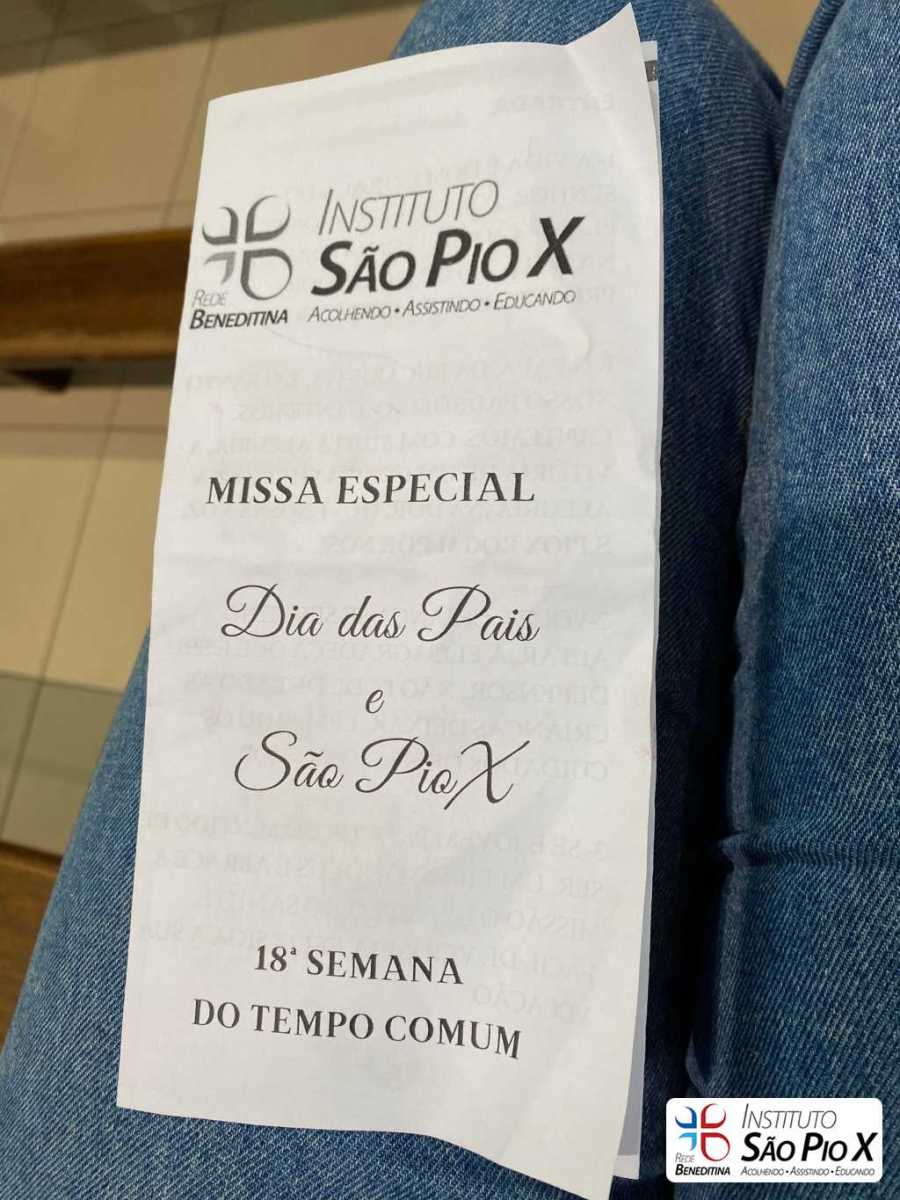 INSTITUTO
SÃO PIO X
REDE
BENEDITINA
ACOLHENDO • ASSISTINDO • EDUCANDO
MISSA ESPECIAL
Dia das Pais
e
São Pio X
18ª SEMANA
DO TEMPO COMUM
INSTITUTO
SÃO PIO X
REDE
BENEDITINA
ACOLHENDO • ASSISTINDO • EDUCANDO